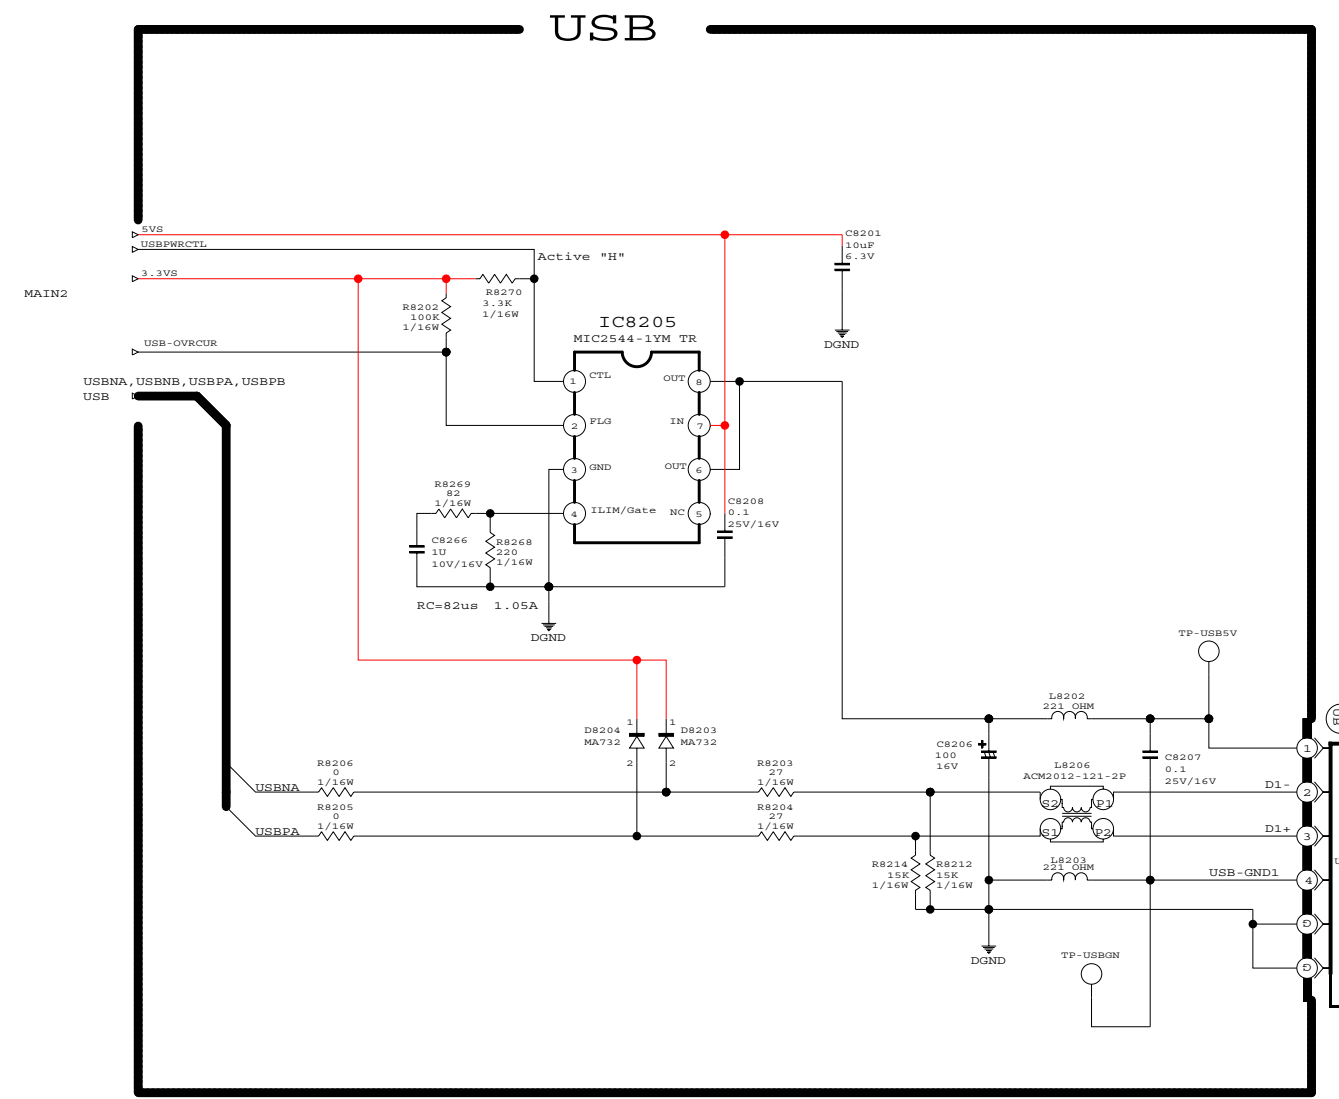 USB
5VS
USBPWRCTL
Active "H"
3.3VS
MAIN2
C8201
10uF
6.3V
DGND
R8270
3.3K
1/16W
R8202
100K
1/16W
USB-OVRCUR
IC8205
MIC2544-1YM TR
USBNA,USBNB,USBPA,USBPB
USB
1 CTL
OUT 8
2 FLG
IN 7
3 GND
OUT 6
4 ILIM/Gate
NC 5
R8269
82
1/16W
C8208
0.1
25V/16V
C8266
1U
10V/16V
R8268
220
1/16W
RC=82us 1.05A
DGND
TP-USB5V
D8204
MA732
1
2
1
2
D8203
MA732
L8202
221 OHM
C8206
100
16V
+
C8207
0.1
25V/16V
L8206
ACM2012-121-2P
S2
P1
S1
P2
R8206
0
1/16W
USBNA
R8205
0
1/16W
USBPA
R8203
27
1/16W
R8204
27
1/16W
R8214
15K
1/16W
R8212
15K
1/16W
L8203
221 OHM
DGND
TP-USBGN
1
D1- 2
D1+ 3
USB-GND1 4
G
G